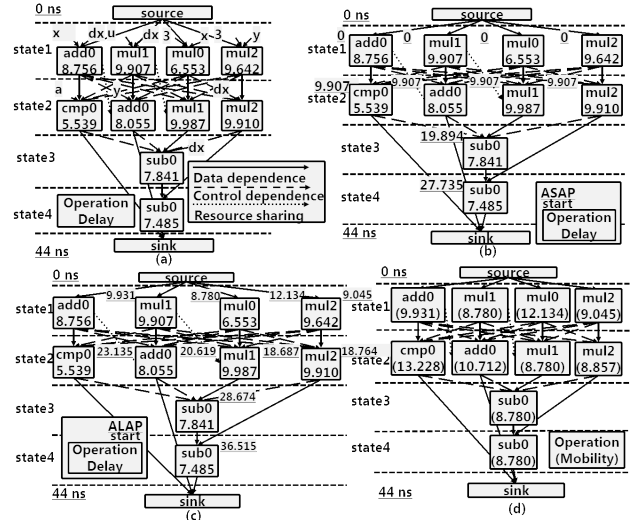 0 ns
source
x
dx,u
dx
3
x
3
y
state1
add0
8.756
mul1
9.907
mul0
6.553
mul2
9.642
a
y
dx
state2
cmp0
5.539
add0
8.055
mul1
9.987
mul2
9.910
dx
state3
sub0
7.841
Data dependence
Control dependence
Resource sharing
state4
Operation
Delay
sub0
7.485
44 ns
sink
(a)
0 ns
source
0
0
0
0
state1
add0
8.756
mul1
9.907
mul0
6.553
mul2
9.642
9.907
9.907
9.907
9.907
state2
cmp0
5.539
add0
8.055
mul1
9.987
mul2
9.910
19.894
state3
sub0
7.841
27.735
state4
sub0
7.485
ASAP
start
Operation
Delay
44 ns
sink
(b)
0 ns
source
9.931
8.780
12.134
9.045
state1
add0
8.756
mul1
9.907
mul0
6.553
mul2
9.642
state2
cmp0
5.539
23.135
add0
8.055
20.619
mul1
9.987
18.687
mul2
9.910
18.764
28.674
state3
sub0
7.841
36.515
ALAP
start
Operation
Delay
state4
sub0
7.485
44 ns
sink
(c)
0 ns
source
state1
add0
(9.931)
mul1
(8.780)
mul0
(12.134)
mul2
(9.045)
state2
cmp0
(13.228)
add0
(10.712)
mul1
(8.780)
mul2
(8.857)
state3
sub0
(8.780)
state4
sub0
(8.780)
Operation
(Mobility)
44 ns
sink
(d)